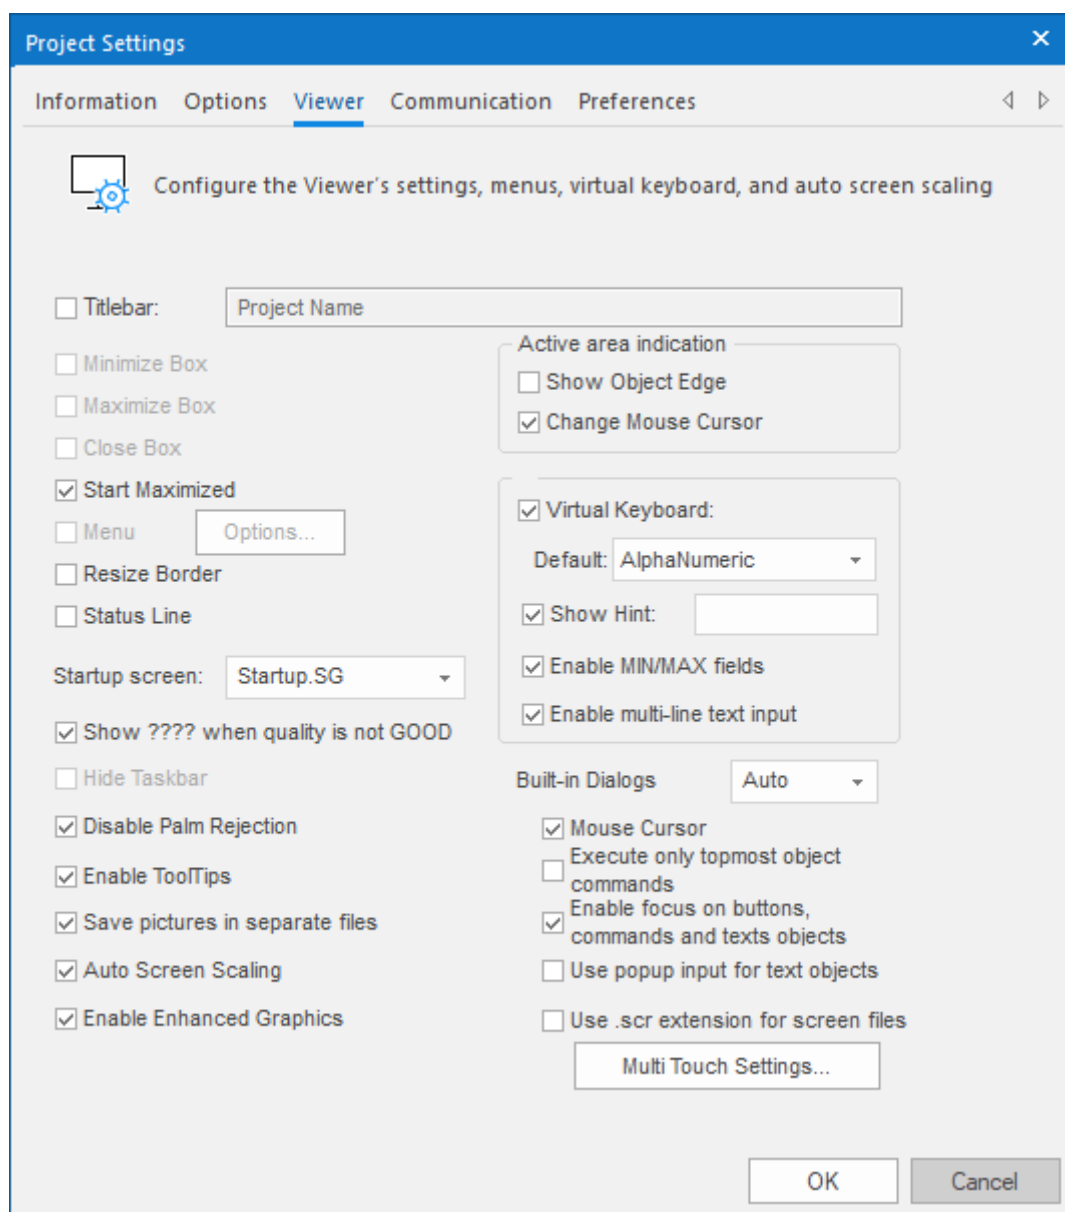 Project Settings
Information Options Viewer Communication Preferences
Configure the Viewer's settings, menus, virtual keyboard, and auto screen scaling
Titlebar: Project Name
Minimize Box
Maximize Box
Close Box
Start Maximized
Menu Options...
Resize Border
Status Line
Startup screen: Startup.SG
Show ???? when quality is not GOOD
Hide Taskbar
Disable Palm Rejection
Enable ToolTips
Save pictures in separate files
Auto Screen Scaling
Enable Enhanced Graphics
Active area indication
Show Object Edge
Change Mouse Cursor
Virtual Keyboard:
Default: AlphaNumeric
Show Hint:
Enable MIN/MAX fields
Enable multi-line text input
Built-in Dialogs Auto
Mouse Cursor
Execute only topmost object
commands
Enable focus on buttons,
commands and texts objects
Use popup input for text objects
Use .scr extension for screen files
Multi Touch Settings...
OK Cancel